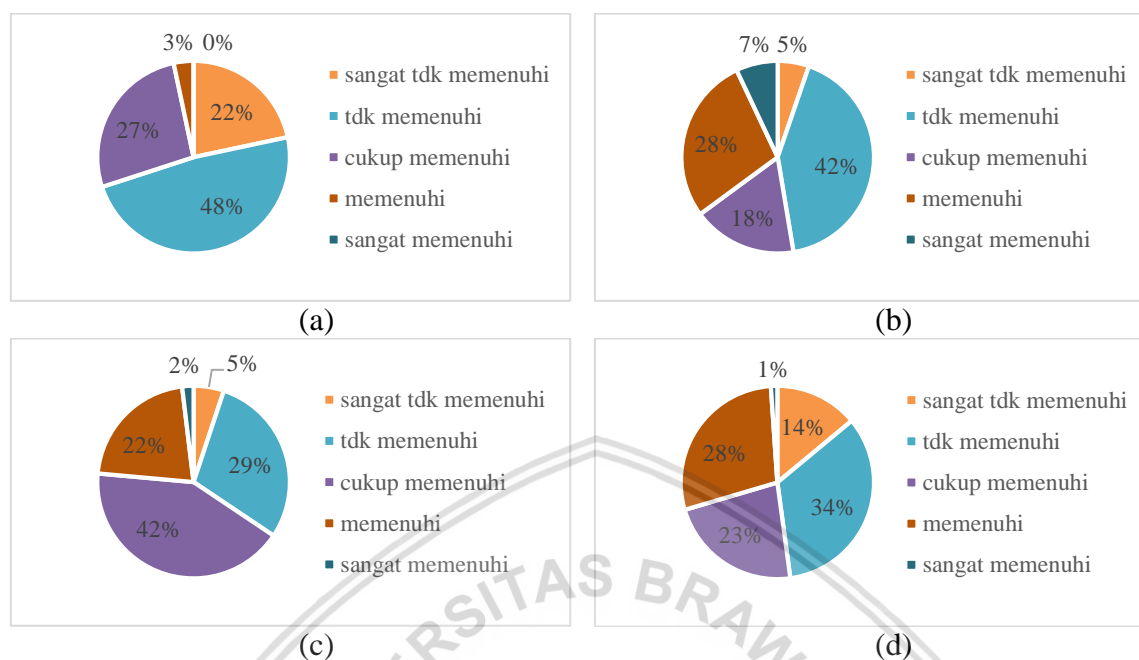 3% 0%
22%
27%
48%
sangat tdk memenuhi
tdk memenuhi
cukup memenuhi
memenuhi
sangat memenuhi
(a)
7% 5%
28%
42%
18%
sangat tdk memenuhi
tdk memenuhi
cukup memenuhi
memenuhi
sangat memenuhi
(b)
2% 5%
22%
29%
42%
sangat tdk memenuhi
tdk memenuhi
cukup memenuhi
memenuhi
sangat memenuhi
(c)
1%
14%
28%
34%
23%
sangat tdk memenuhi
tdk memenuhi
cukup memenuhi
memenuhi
sangat memenuhi
(d)
ERSITAS BRAW